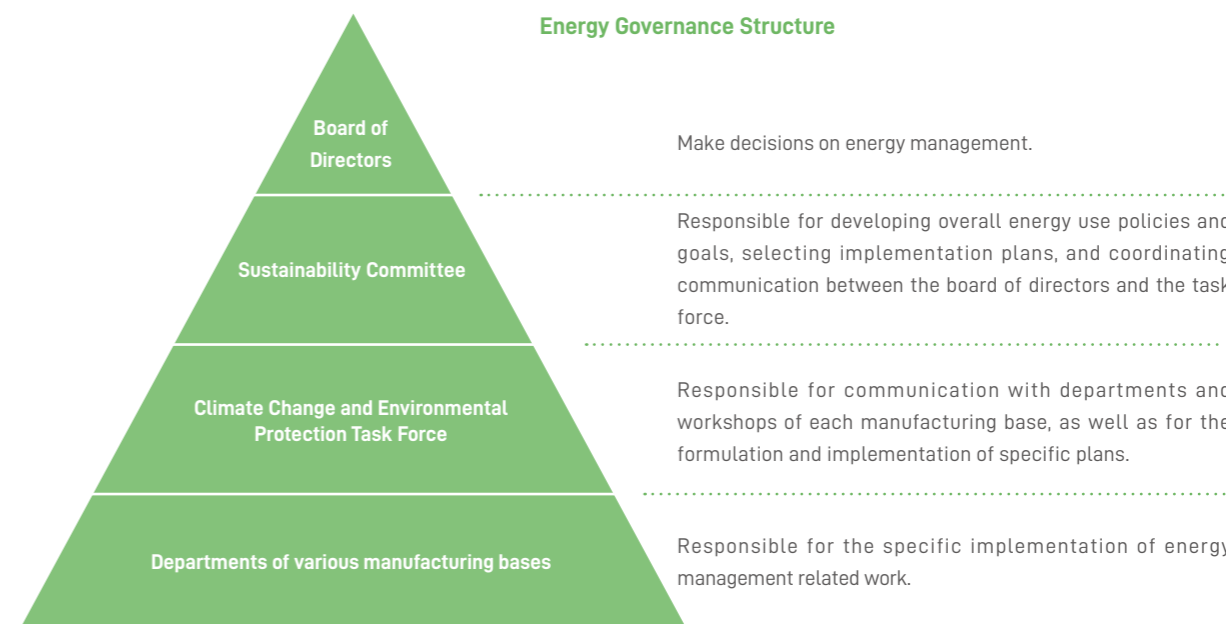 Energy Governance Structure
Board of
Directors
Make decisions on energy management.
Sustainability Committee
Responsible for developing overall energy use policies and
goals, selecting implementation plans, and coordinating
communication between the board of directors and the task
force.
Climate Change and Environmental
Protection Task Force
Responsible for communication with departments and
workshops of each manufacturing base, as well as for the
formulation and implementation of specific plans.
Departments of various manufacturing bases
Responsible for the specific implementation of energy
management related work.